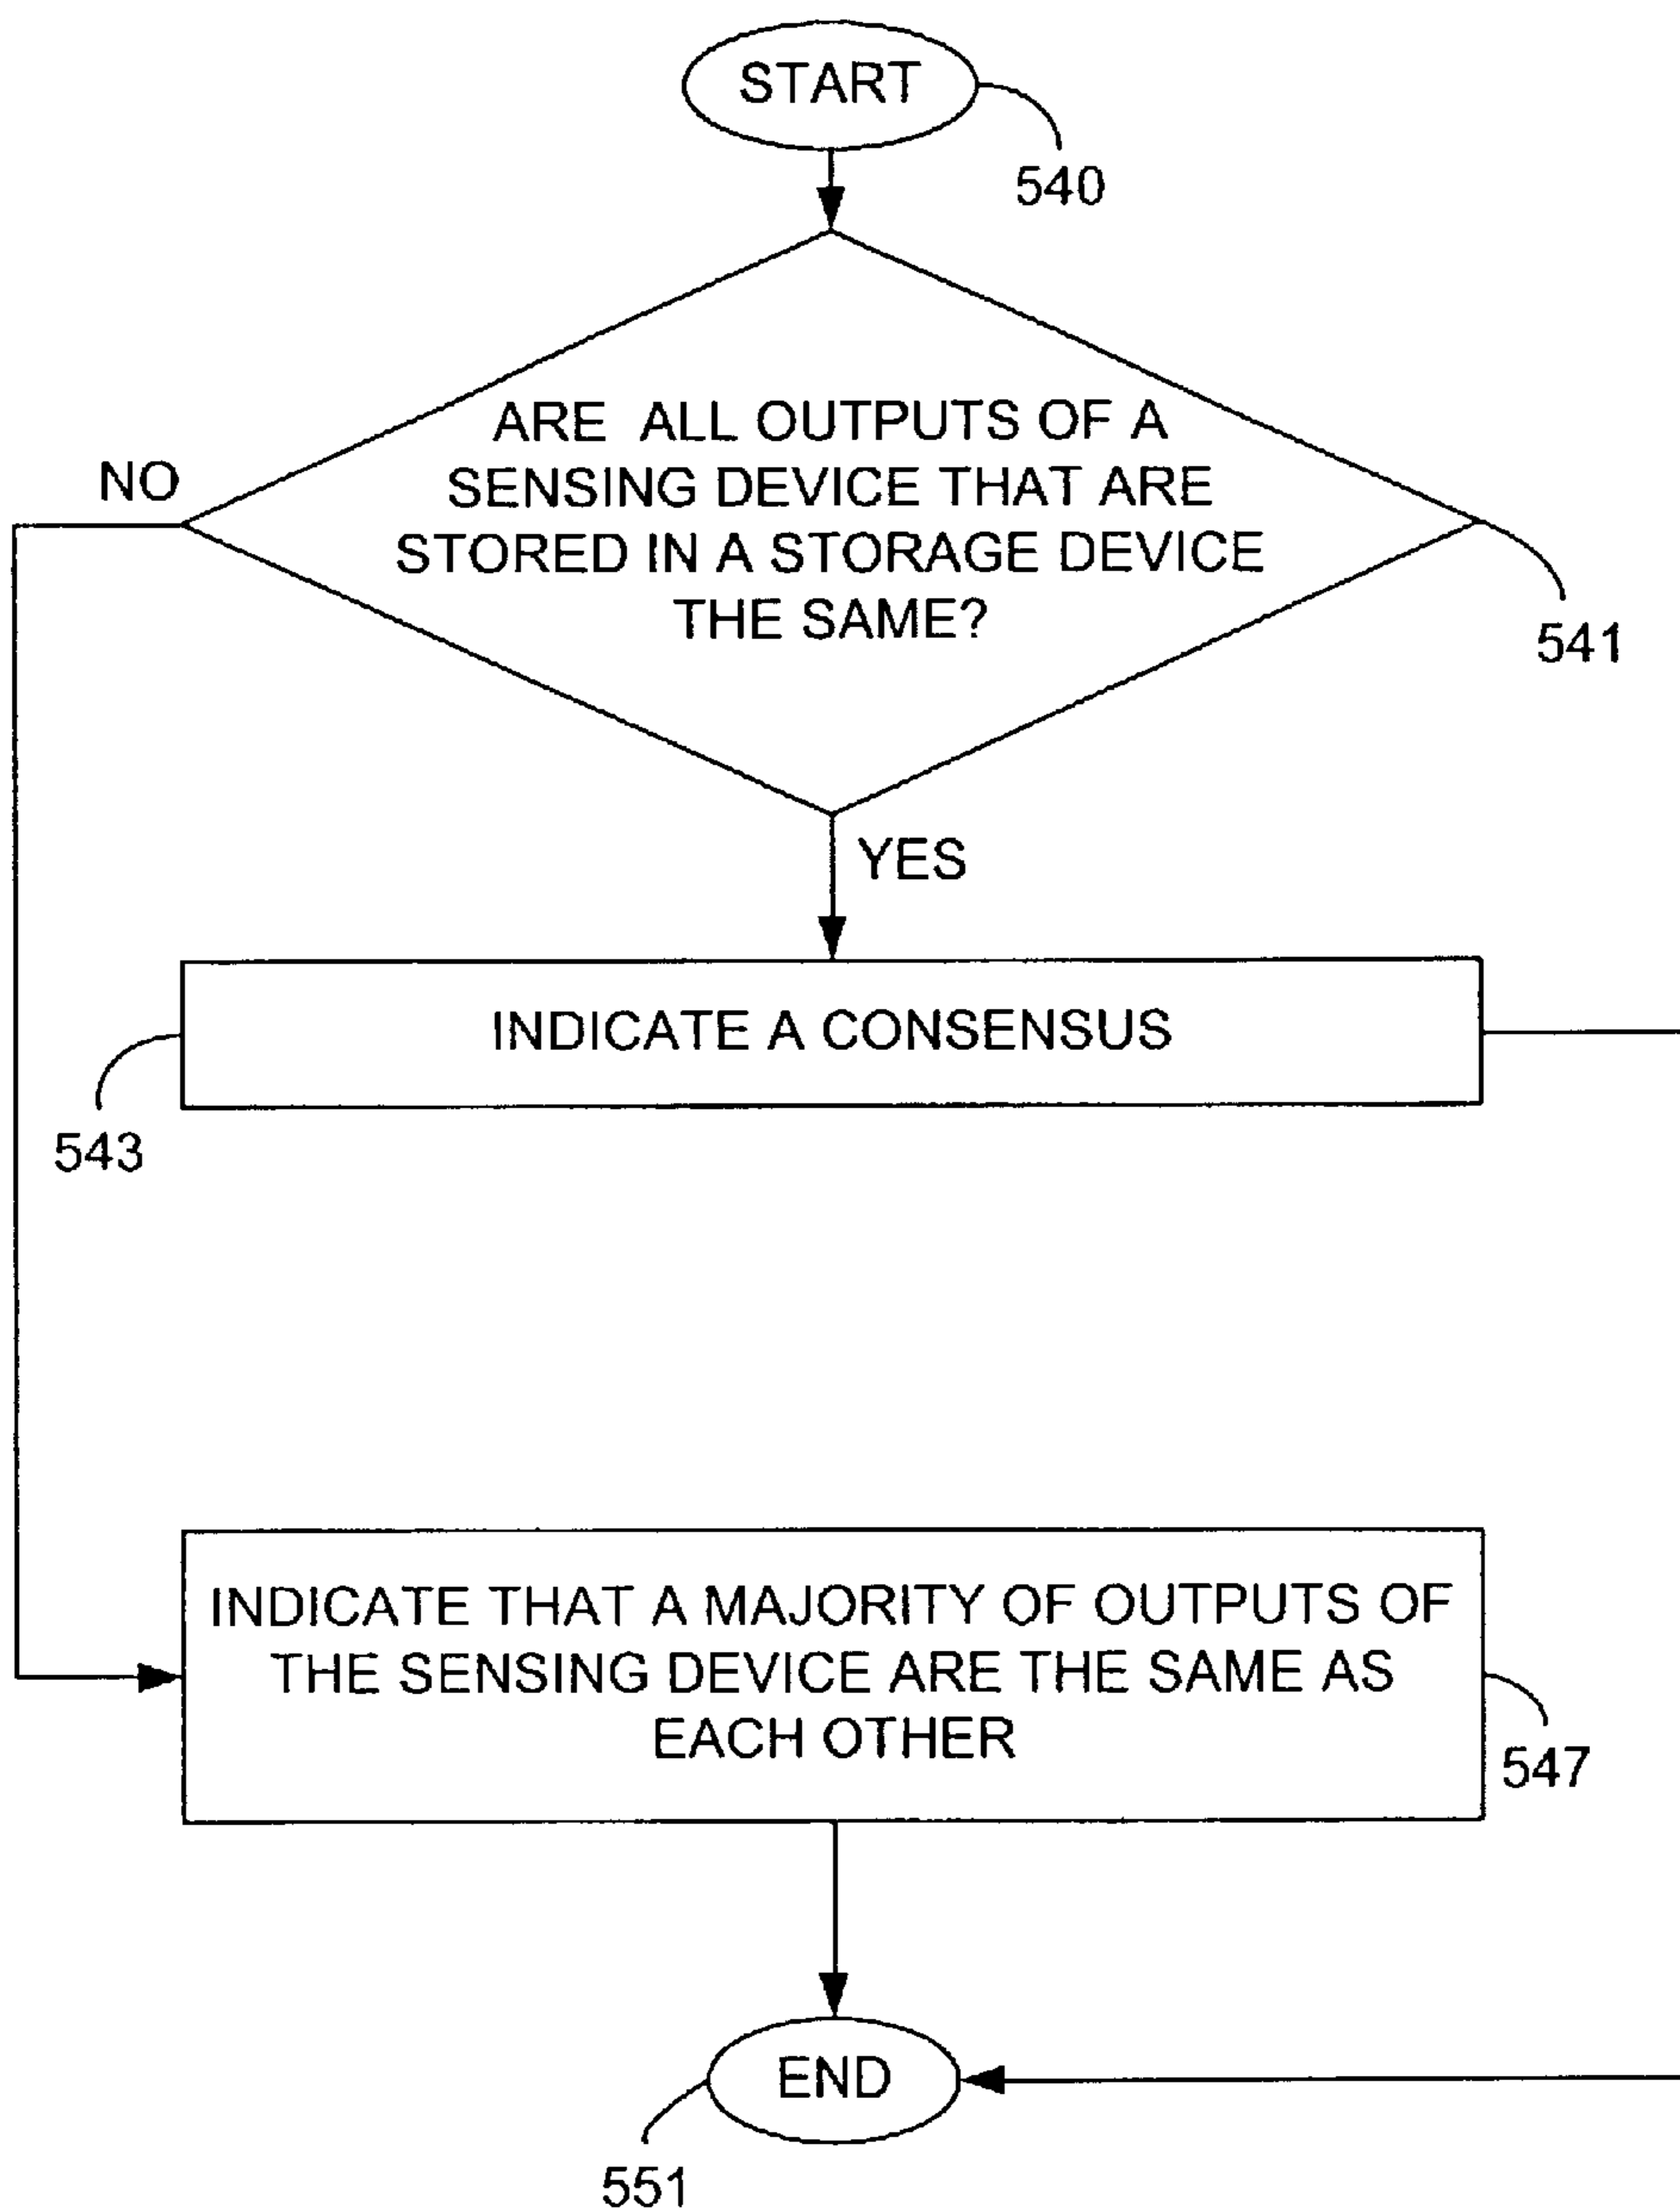 START
540
ARE ALL OUTPUTS OF A
SENSING DEVICE THAT ARE
STORED IN A STORAGE DEVICE
THE SAME?
NO
541
YES
INDICATE A CONSENSUS
543
INDICATE THAT A MAJORITY OF OUTPUTS OF
THE SENSING DEVICE ARE THE SAME AS
EACH OTHER
547
END
551